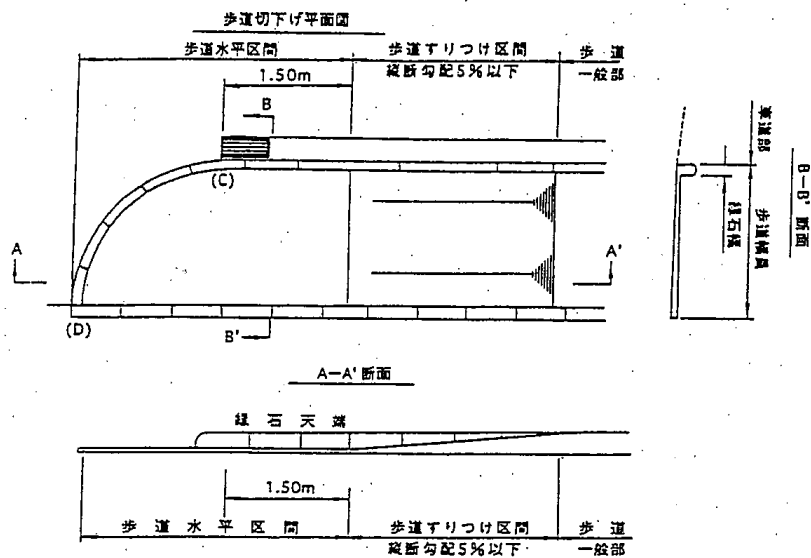 歩道切下げ平面図
歩道水平区間
歩道すりつけ区間
縦断勾配5%以下
歩道
一般部
1.50m
B
(C)
A
A'
(D)
B'
車道部
縁石幅
歩道幅員
B-B' 断面
A-A' 断面
縁石天端
1.50m
歩道水平区間
歩道すりつけ区間
縦断勾配5%以下
歩道
一般部